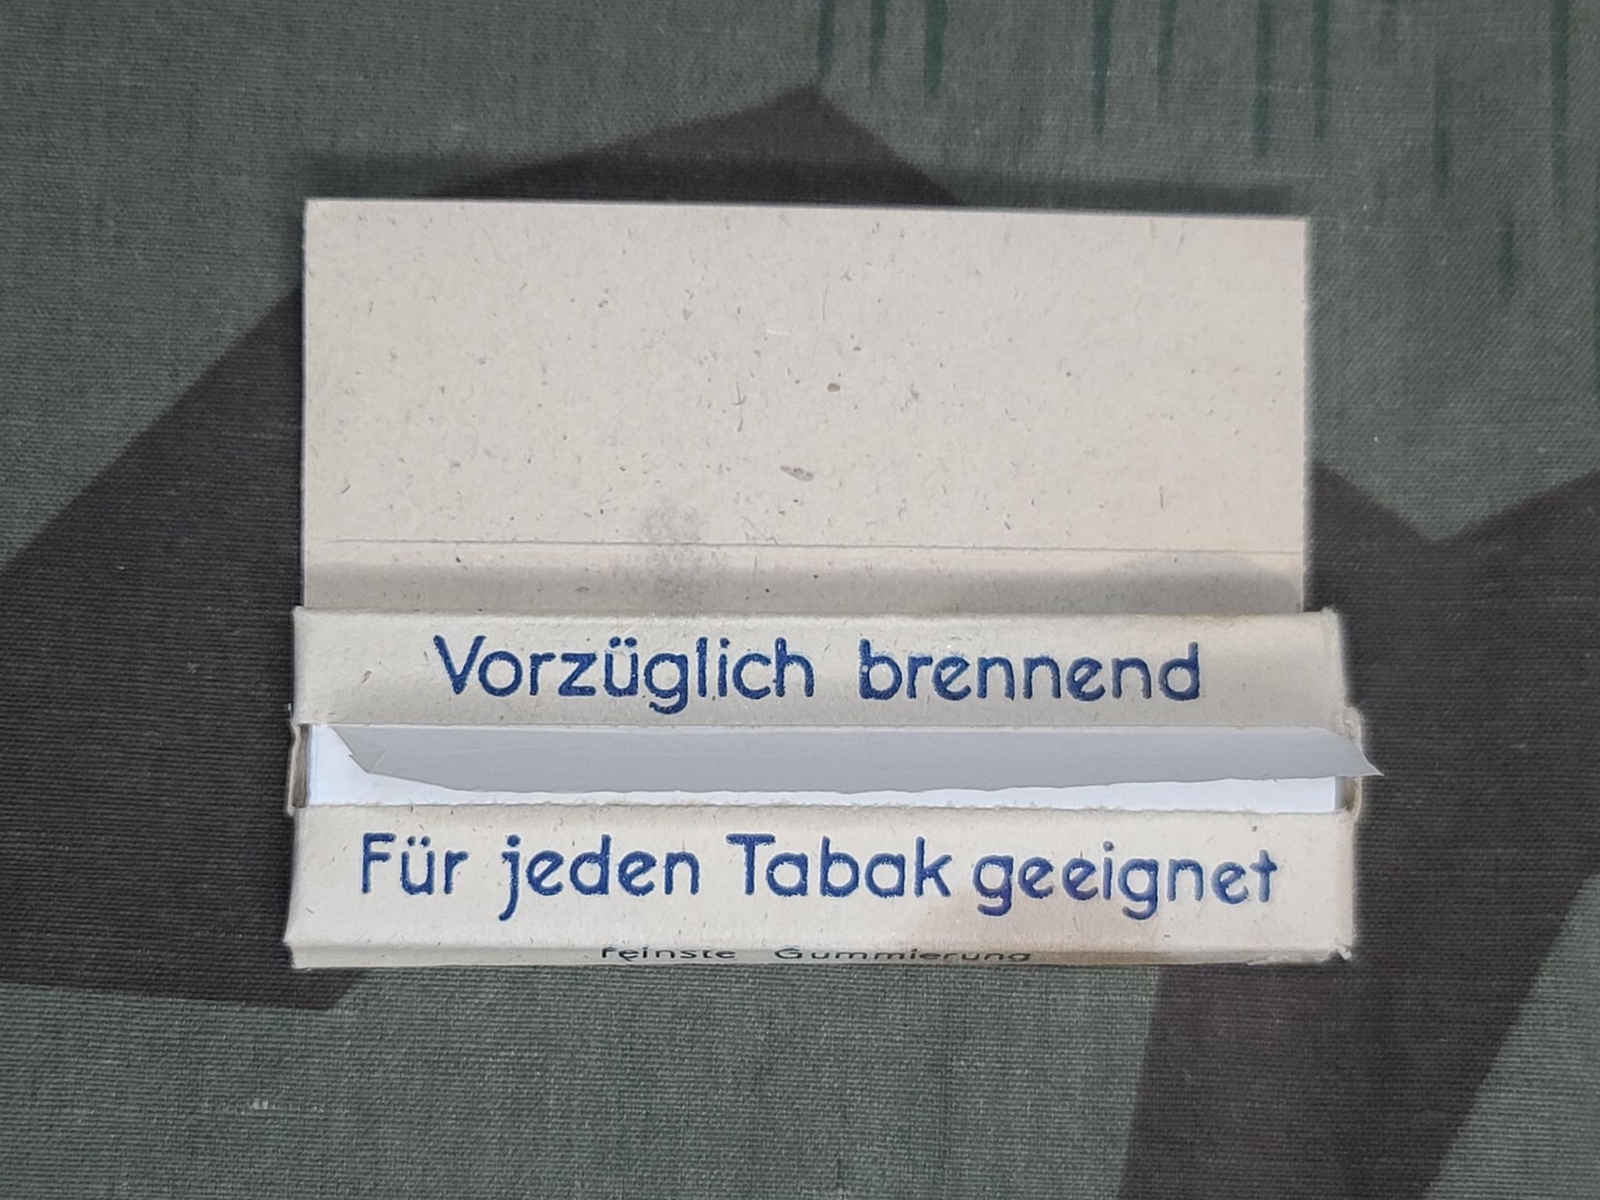 Vorzüglich brennend
Für jeden Tabak geeignet
Feinste Gummierung